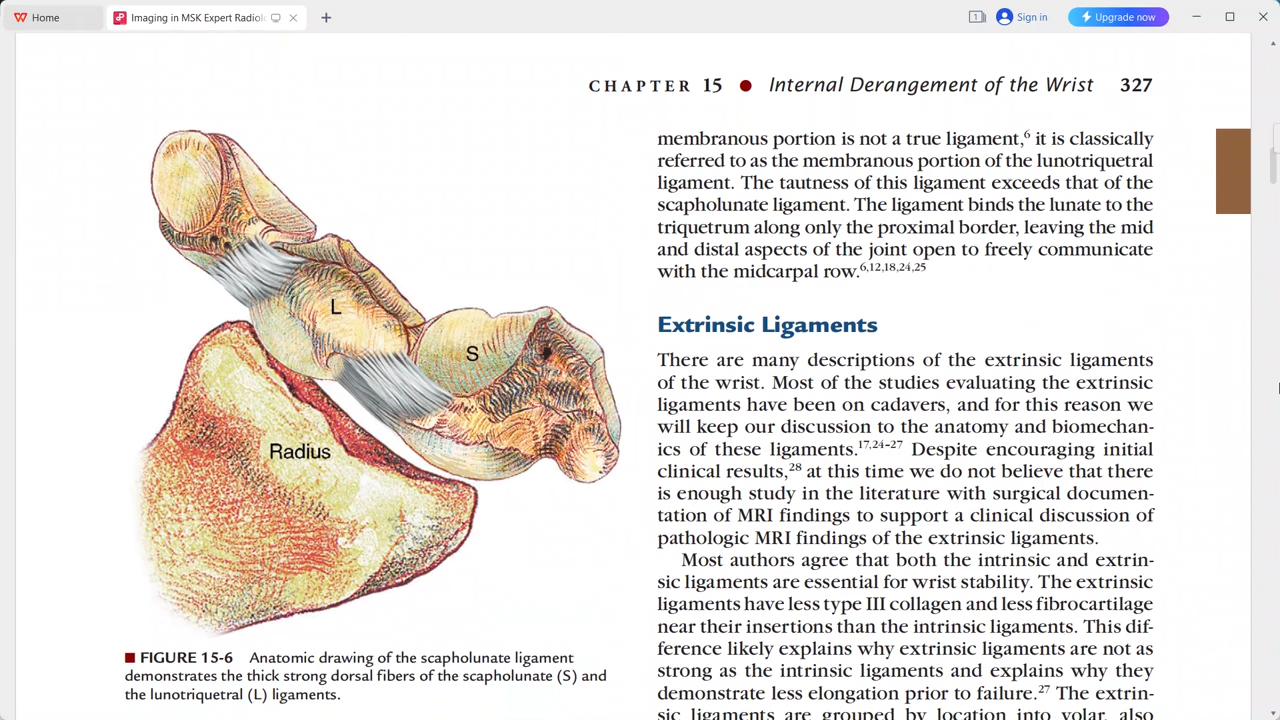 Home
Imaging in MSK Expert Radiol
Sign in
Upgrade now
CHAPTER 15 ● Internal Derangement of the Wrist 327
L
S
Radius
■ FIGURE 15-6 Anatomic drawing of the scapholunate ligament
demonstrates the thick strong dorsal fibers of the scapholunate (S) and
the lunotriquetral (L) ligaments.
membranous portion is not a true ligament,6 it is classically
referred to as the membranous portion of the lunotriquetral
ligament. The tautness of this ligament exceeds that of the
scapholunate ligament. The ligament binds the lunate to the
triquetrum along only the proximal border, leaving the mid
and distal aspects of the joint open to freely communicate
with the midcarpal row.6,12,18,24,25
Extrinsic Ligaments
There are many descriptions of the extrinsic ligaments
of the wrist. Most of the studies evaluating the extrinsic
ligaments have been on cadavers, and for this reason we
will keep our discussion to the anatomy and biomechan-
ics of these ligaments.17,24–27 Despite encouraging initial
clinical results,28 at this time we do not believe that there
is enough study in the literature with surgical documen-
tation of MRI findings to support a clinical discussion of
pathologic MRI findings of the extrinsic ligaments.
Most authors agree that both the intrinsic and extrin-
sic ligaments are essential for wrist stability. The extrinsic
ligaments have less type III collagen and less fibrocartilage
near their insertions than the intrinsic ligaments. This dif-
ference likely explains why extrinsic ligaments are not as
strong as the intrinsic ligaments and explains why they
demonstrate less elongation prior to failure.27 The extrin-
sic ligaments are grouped by location into volar, also